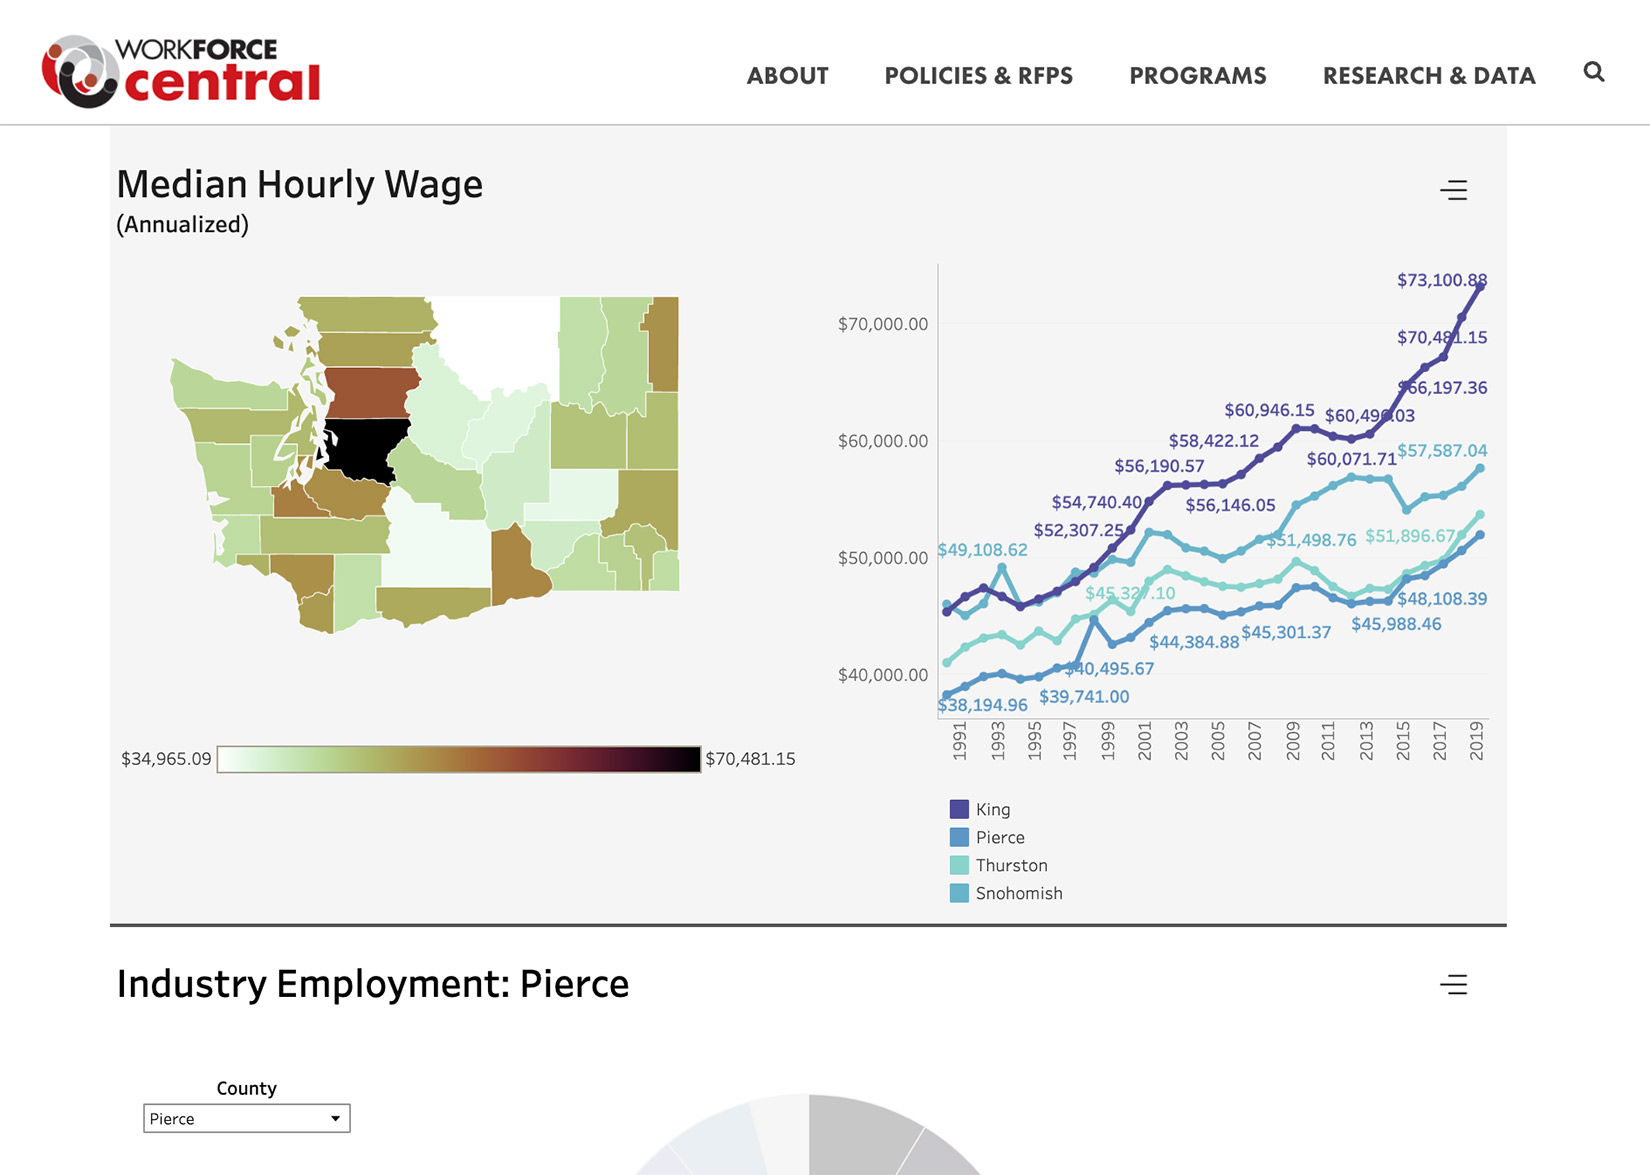 WORKFORCE
central
ABOUT
POLICIES & RFPS
PROGRAMS
RESEARCH & DATA
Median Hourly Wage
(Annualized)
$34,965.09
$70,481.15
$70,000.00
$60,000.00
$50,000.00
$40,000.00
$73,100.88
$70,481.15
$66,197.36
$60,946.15
$60,496.03
$58,422.12
$57,587.04
$60,071.71
$56,190.57
$54,740.40
$56,146.05
$52,307.25
$49,108.62
$51,498.76
$51,896.67
$45,327.10
$48,108.39
$45,988.46
$45,301.37
$44,384.88
$40,495.67
$39,741.00
$38,194.96
1991
1993
1995
1997
1999
2001
2003
2005
2007
2009
2011
2013
2015
2017
2019
King
Pierce
Thurston
Snohomish
Industry Employment: Pierce
County
Pierce